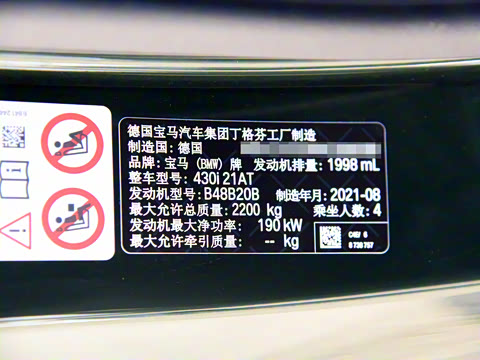 德国宝马汽车集团丁格芬工厂制造
制造国：德国
品牌：宝马（BMW）牌 发动机排量：1998 mL
整车型号：430i 21AT
发动机型号：B48B20B 制造年月：2021-08
最大允许总质量：2200 kg 乘坐人数：4
发动机最大净功率： 190 kW
最大允许牵引质量： -- kg